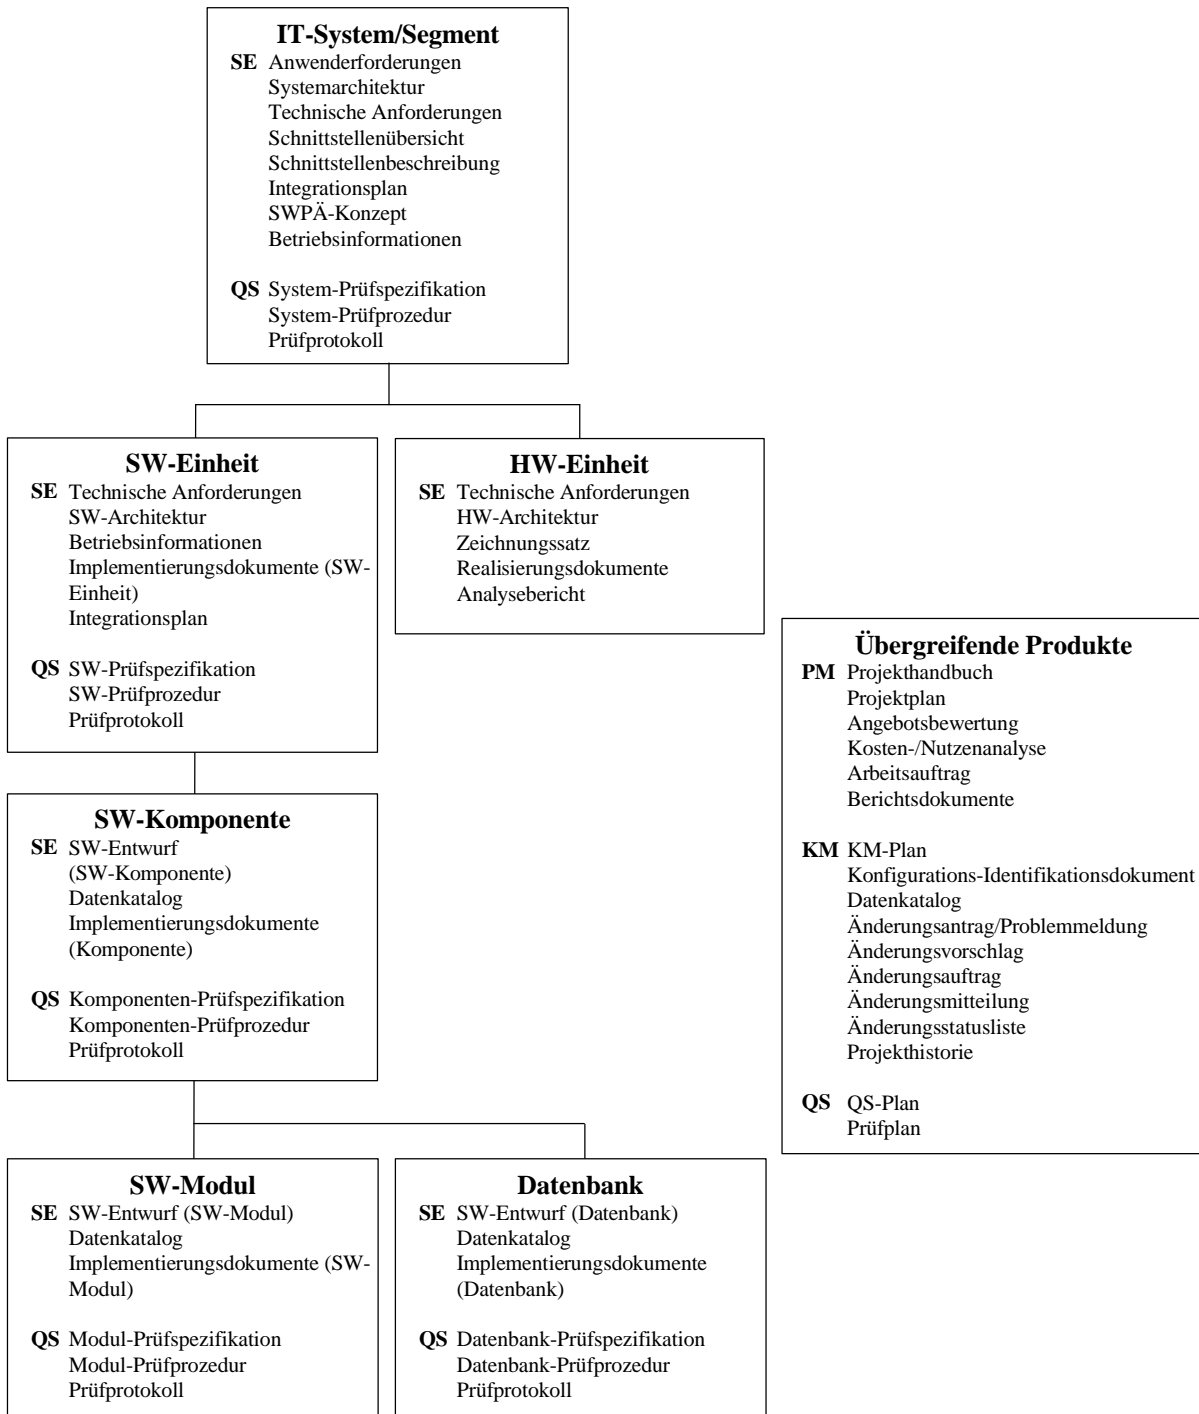 IT-System/Segment
SE Anwenderforderungen
Systemarchitektur
Technische Anforderungen
Schnittstellenübersicht
Schnittstellenbeschreibung
Integrationsplan
SWPÄ-Konzept
Betriebsinformationen
QS System-Prüfspezifikation
System-Prüfprozedur
Prüfprotokoll
SW-Einheit
SE Technische Anforderungen
SW-Architektur
Betriebsinformationen
Implementierungsdokumente (SW-
Einheit)
Integrationsplan
QS SW-Prüfspezifikation
SW-Prüfprozedur
Prüfprotokoll
HW-Einheit
SE Technische Anforderungen
HW-Architektur
Zeichnungssatz
Realisierungsdokumente
Analysebericht
SW-Komponente
SE SW-Entwurf
(SW-Komponente)
Datenkatalog
Implementierungsdokumente
(Komponente)
QS Komponenten-Prüfspezifikation
Komponenten-Prüfprozedur
Prüfprotokoll
SW-Modul
SE SW-Entwurf (SW-Modul)
Datenkatalog
Implementierungsdokumente (SW-
Modul)
QS Modul-Prüfspezifikation
Modul-Prüfprozedur
Prüfprotokoll
Datenbank
SE SW-Entwurf (Datenbank)
Datenkatalog
Implementierungsdokumente
(Datenbank)
QS Datenbank-Prüfspezifikation
Datenbank-Prüfprozedur
Prüfprotokoll
Übergreifende Produkte
PM Projekthandbuch
Projektplan
Angebotsbewertung
Kosten-/Nutzenanalyse
Arbeitsauftrag
Berichtsdokumente
KM KM-Plan
Konfigurations-Identifikationsdokument
Datenkatalog
Änderungsantrag/Problemmeldung
Änderungsvorschlag
Änderungsauftrag
Änderungsmitteilung
Änderungsstatusliste
Projekthistorie
QS QS-Plan
Prüfplan